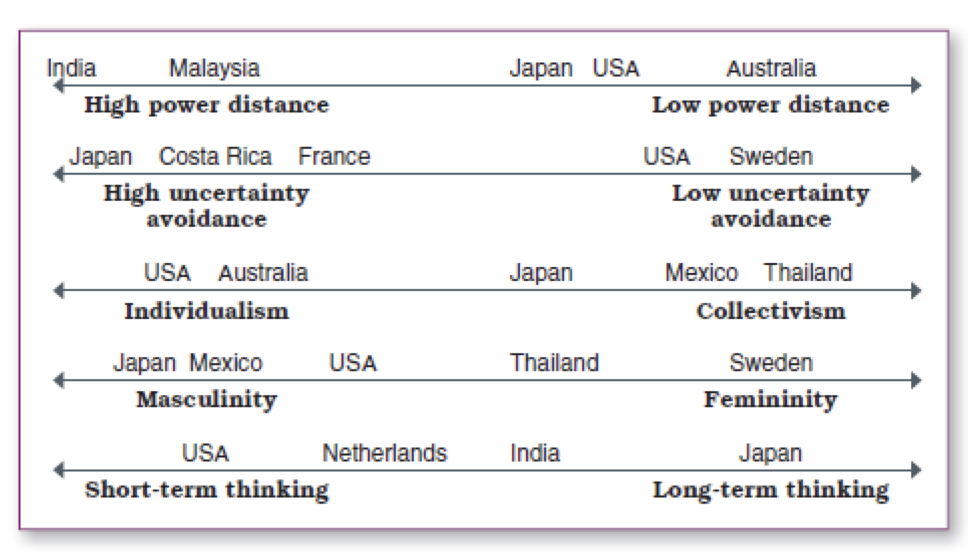 India Malaysia Japan USA Australia
High power distance Low power distance
Japan Costa Rica France USA Sweden
High uncertainty Low uncertainty
avoidance avoidance
USA Australia Japan Mexico Thailand
Individualism Collectivism
Japan Mexico USA Thailand Sweden
Masculinity Femininity
USA Netherlands India Japan
Short-term thinking Long-term thinking